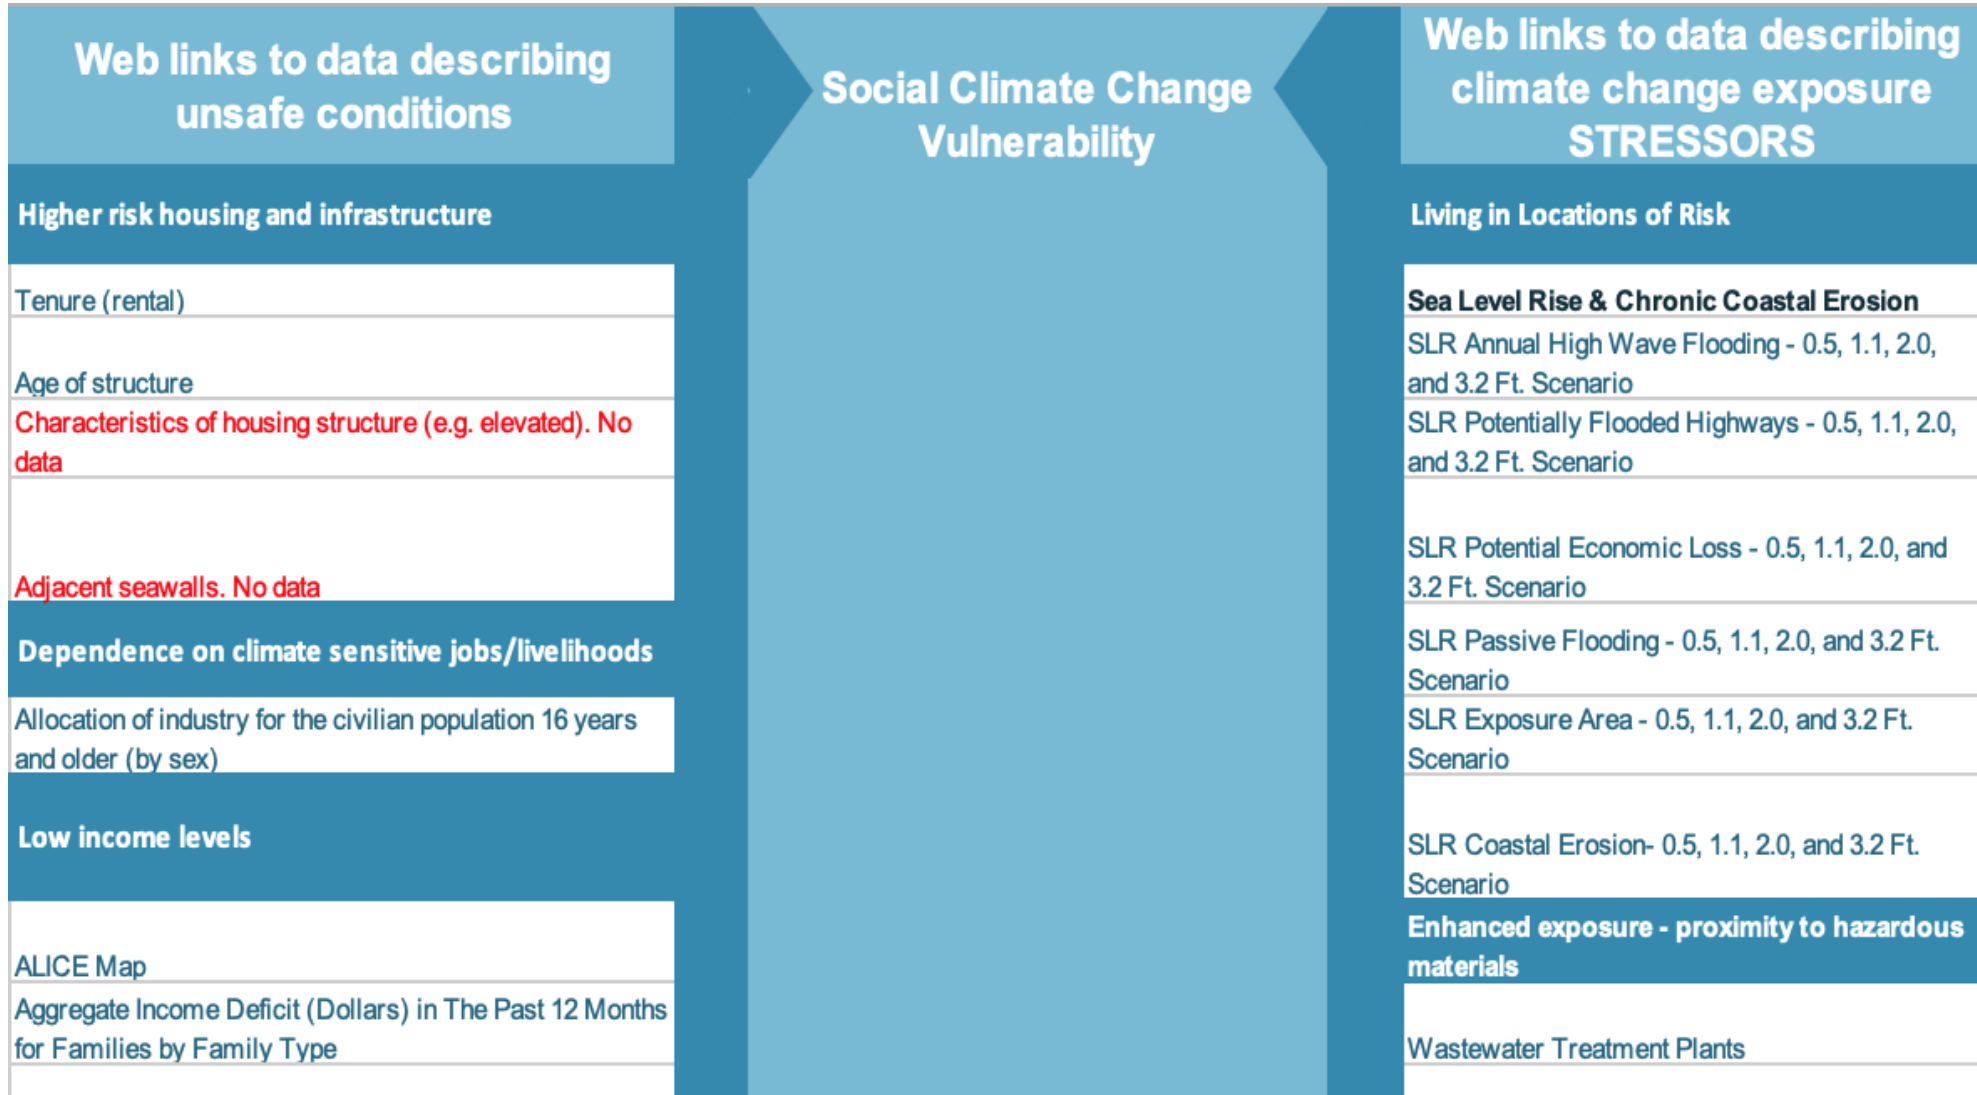 Web links to data describing
unsafe conditions
Higher risk housing and infrastructure
Tenure (rental)
Age of structure
Characteristics of housing structure (e.g. elevated). No
data
Adjacent seawalls. No data
Dependence on climate sensitive jobs/livelihoods
Allocation of industry for the civilian population 16 years
and older (by sex)
Low income levels
ALICE Map
Aggregate Income Deficit (Dollars) in The Past 12 Months
for Families by Family Type
Social Climate Change
Vulnerability
Web links to data describing
climate change exposure
STRESSORS
Living in Locations of Risk
Sea Level Rise & Chronic Coastal Erosion
SLR Annual High Wave Flooding - 0.5, 1.1, 2.0,
and 3.2 Ft. Scenario
SLR Potentially Flooded Highways - 0.5, 1.1, 2.0,
and 3.2 Ft. Scenario
SLR Potential Economic Loss - 0.5, 1.1, 2.0, and
3.2 Ft. Scenario
SLR Passive Flooding - 0.5, 1.1, 2.0, and 3.2 Ft.
Scenario
SLR Exposure Area - 0.5, 1.1, 2.0, and 3.2 Ft.
Scenario
SLR Coastal Erosion- 0.5, 1.1, 2.0, and 3.2 Ft.
Scenario
Enhanced exposure - proximity to hazardous
materials
Wastewater Treatment Plants